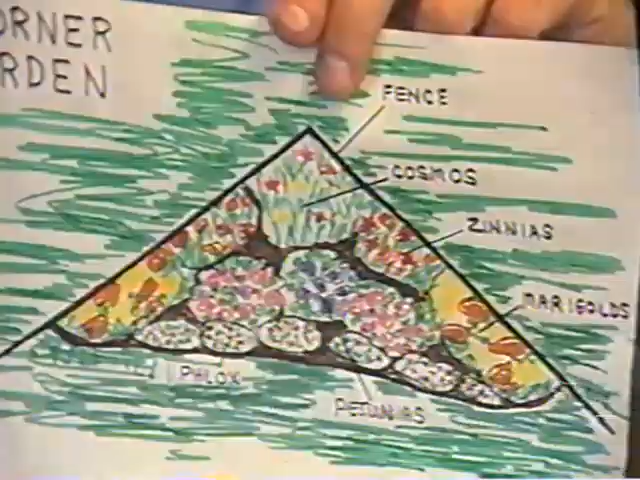 ORNER
RDEN
FENCE
COSMOS
ZINNIAS
MARIGOLDS
PHLOX
PETUNIAS